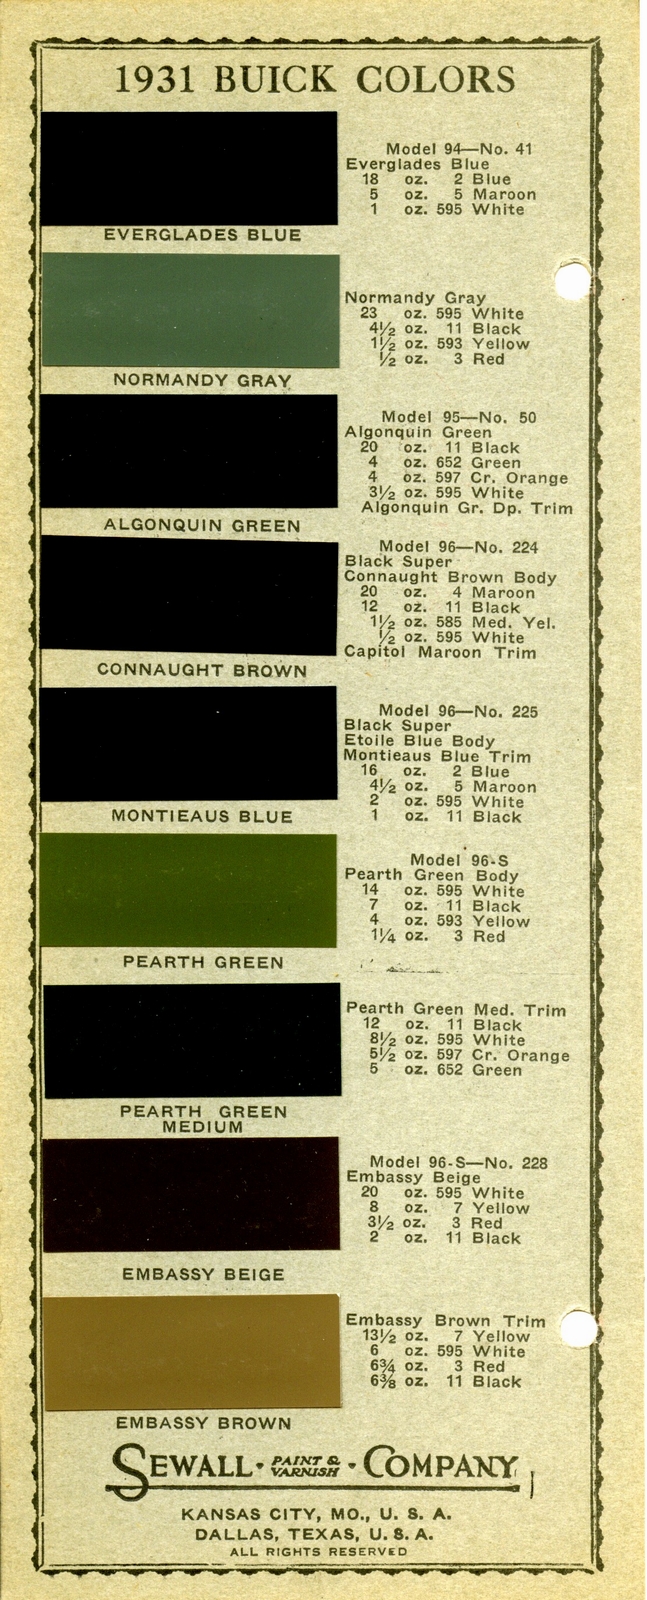 1931 BUICK COLORS
EVERGLADES BLUE
Model 94—No. 41
Everglades Blue
18 oz. 2 Blue
5 oz. 5 Maroon
1 oz. 595 White
NORMANDY GRAY
Normandy Gray
23 oz. 595 White
4½ oz. 11 Black
1½ oz. 593 Yellow
½ oz. 3 Red
ALGONQUIN GREEN
Model 95—No. 50
Algonquin Green
20 oz. 11 Black
4 oz. 652 Green
4 oz. 597 Cr. Orange
3½ oz. 595 White
Algonquin Gr. Dp. Trim
CONNAUGHT BROWN
Model 96—No. 224
Black Super
Connaught Brown Body
20 oz. 4 Maroon
12 oz. 11 Black
1½ oz. 585 Med. Yel.
½ oz. 595 White
Capitol Maroon Trim
MONTIEAUS BLUE
Model 96—No. 225
Black Super
Etoile Blue Body
Montieaus Blue Trim
16 oz. 2 Blue
4½ oz. 5 Maroon
2 oz. 595 White
1 oz. 11 Black
PEARTH GREEN
Model 96-S
Pearth Green Body
14 oz. 595 White
7 oz. 11 Black
4 oz. 593 Yellow
1¼ oz. 3 Red
PEARTH GREEN
MEDIUM
Pearth Green Med. Trim
12 oz. 11 Black
8½ oz. 595 White
5½ oz. 597 Cr. Orange
5 oz. 652 Green
EMBASSY BEIGE
Model 96-S—No. 228
Embassy Beige
20 oz. 595 White
8 oz. 7 Yellow
3½ oz. 3 Red
2 oz. 11 Black
EMBASSY BROWN
Embassy Brown Trim
13½ oz. 7 Yellow
6 oz. 595 White
6¾ oz. 3 Red
6⅜ oz. 11 Black
SEWALL · PAINT & VARNISH · COMPANY
KANSAS CITY, MO., U. S. A.
DALLAS, TEXAS, U. S. A.
ALL RIGHTS RESERVED